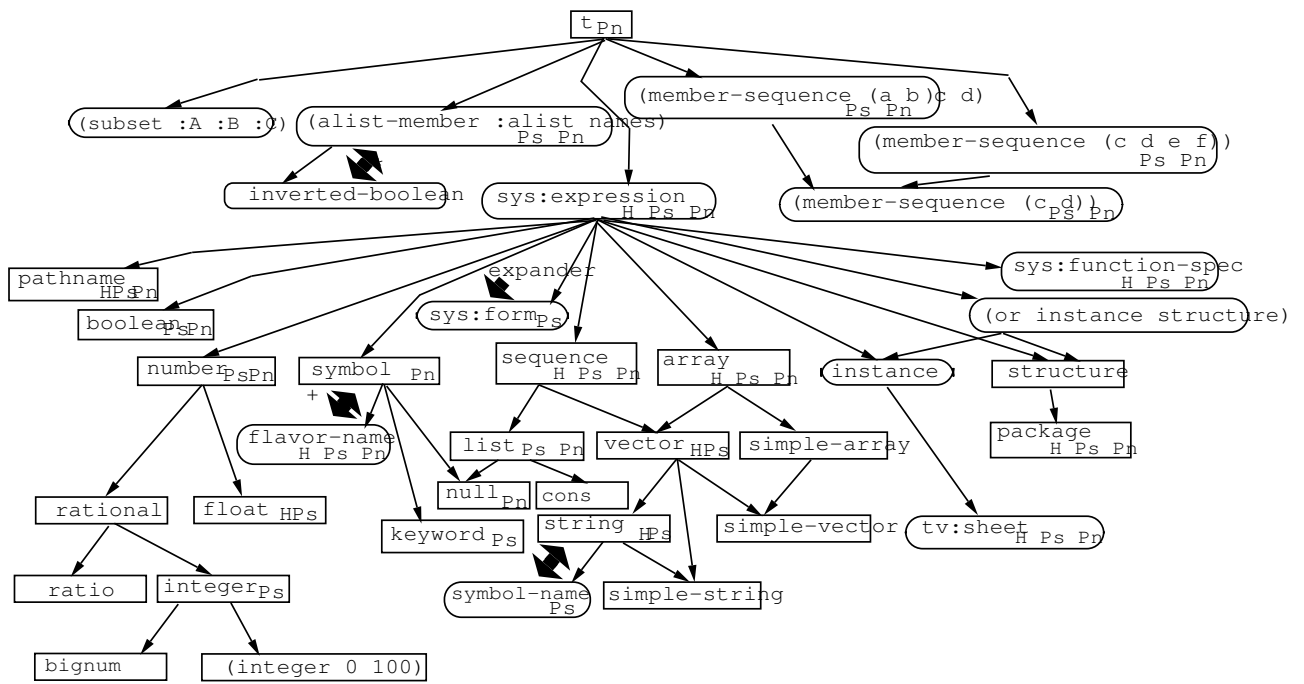 t Pn
(subset :A :B :C)
(alist-member :alist names)
Ps Pn
(member-sequence (a b)c d)
Ps Pn
(member-sequence (c d e f))
Ps Pn
inverted-boolean
sys:expression
H Ps Pn
(member-sequence (c d))
Ps Pn
pathname
HPs Pn
boolean PsPn
expander
sys:form Ps
sys:function-spec
H Ps Pn
(or instance structure)
number PsPn
symbol Pn
+
sequence
H Ps Pn
array
H Ps Pn
instance
structure
flavor-name
H Ps Pn
list Ps Pn
vector HPs
simple-array
package
H Ps Pn
rational
float HPs
null Pn
cons
keyword Ps
string HPs
simple-vector
tv:sheet
H Ps Pn
ratio
integer Ps
symbol-name
Ps
simple-string
bignum
(integer 0 100)